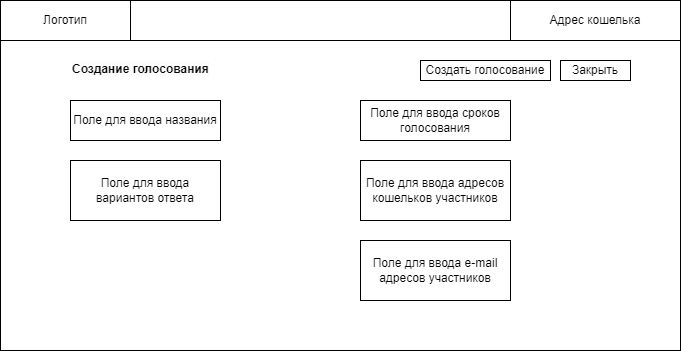 Логотип
Адрес кошелька
Создание голосования
Создать голосование
Закрыть
Поле для ввода названия
Поле для ввода сроков
голосования
Поле для ввода
вариантов ответа
Поле для ввода адресов
кошельков участников
Поле для ввода e-mail
адресов участников